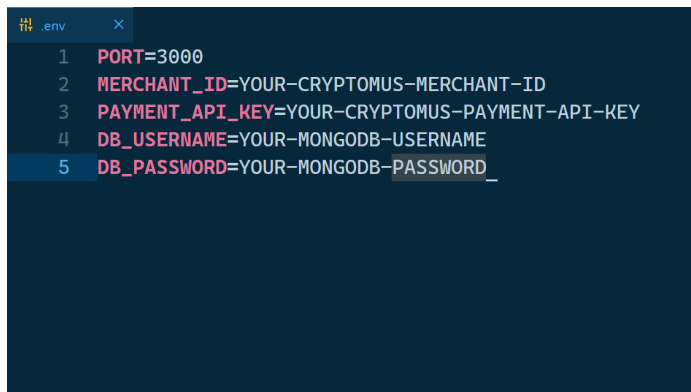 .env
1 PORT=3000
2 MERCHANT_ID=YOUR-CRYPTOMUS-MERCHANT-ID
3 PAYMENT_API_KEY=YOUR-CRYPTOMUS-PAYMENT-API-KEY
4 DB_USERNAME=YOUR-MONGODB-USERNAME
5 DB_PASSWORD=YOUR-MONGODB-PASSWORD